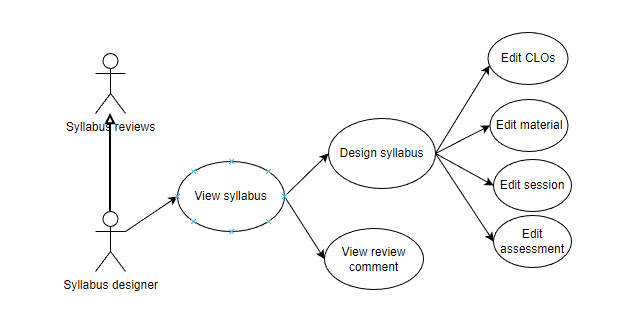 Edit CLOs
Syllabus reviews
Edit material
Design syllabus
View syllabus
Edit session
Edit
assessment
View review
comment
Syllabus designer